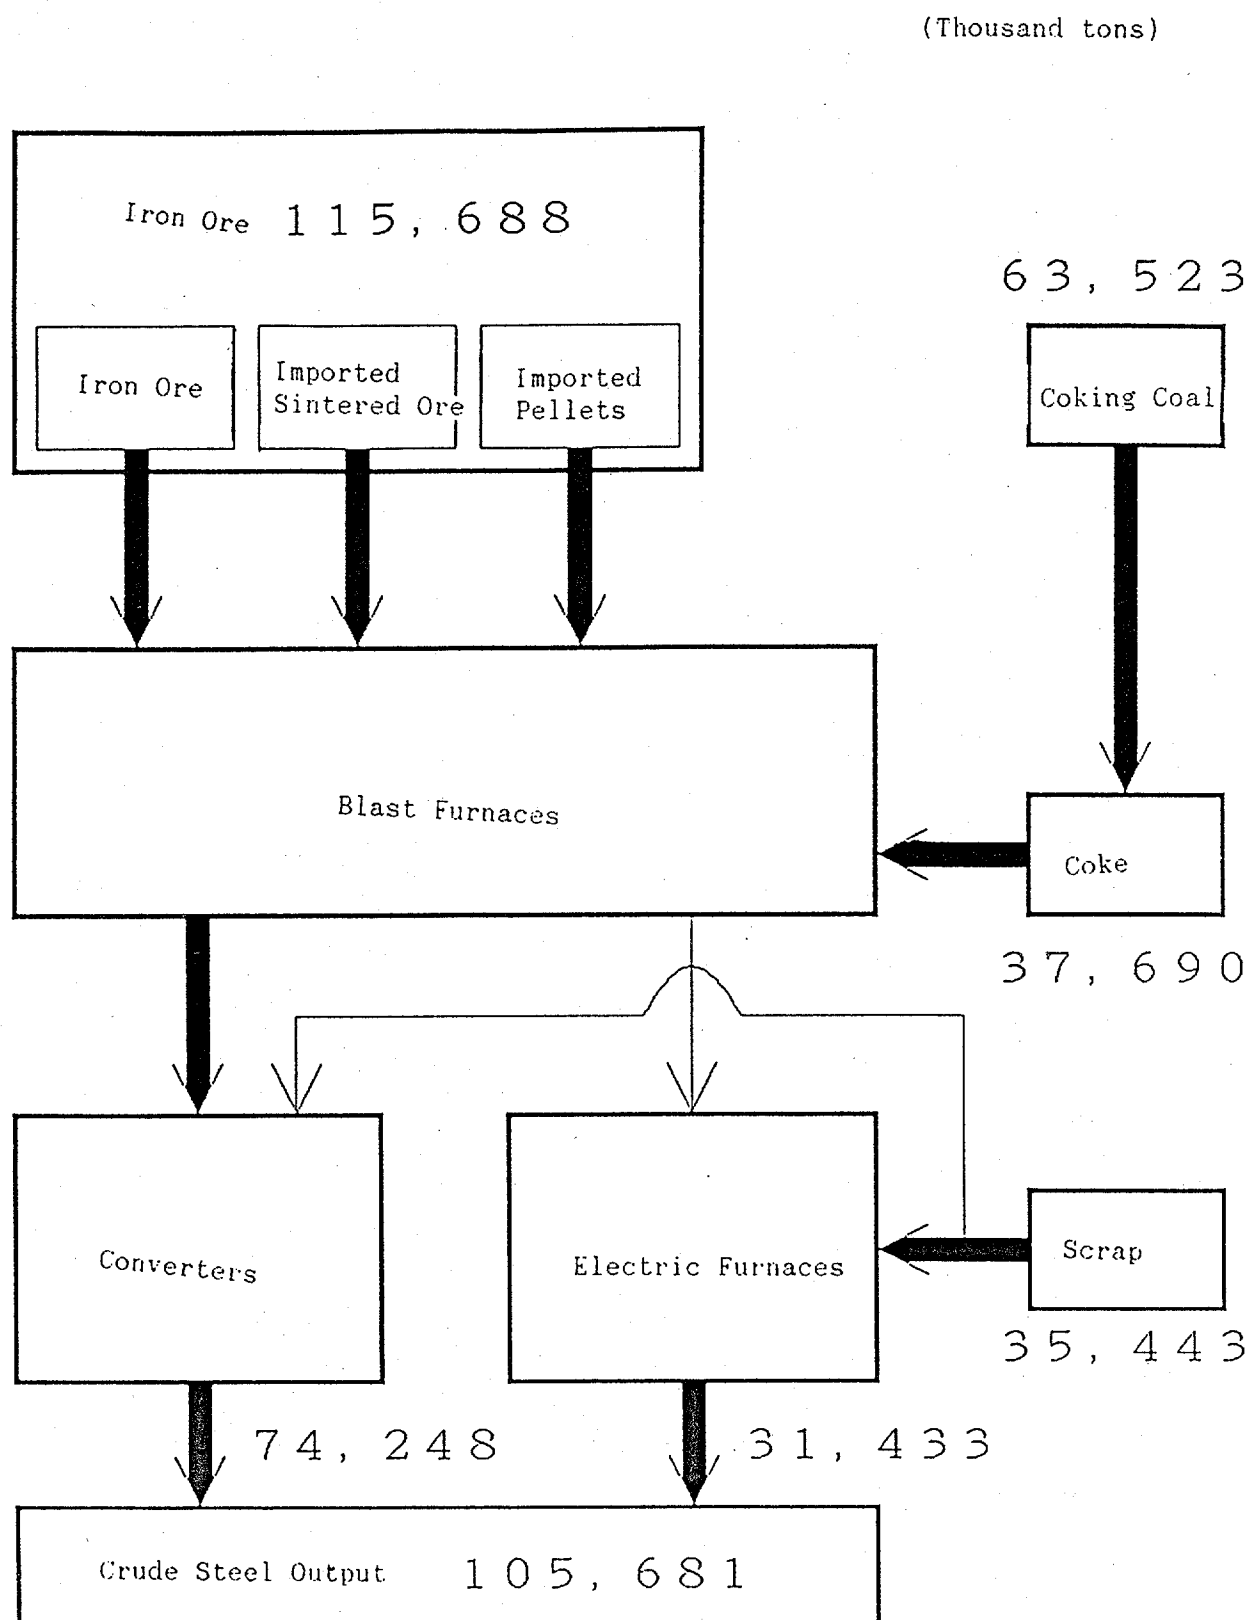 (Thousand tons)
Iron Ore 115,688
63,523
Iron Ore
Imported
Sintered Ore
Imported
Pellets
Coking Coal
Blast Furnaces
Coke
37,690
Converters
Electric Furnaces
Scrap
35,443
74,248
31,433
Crude Steel Output 105,681